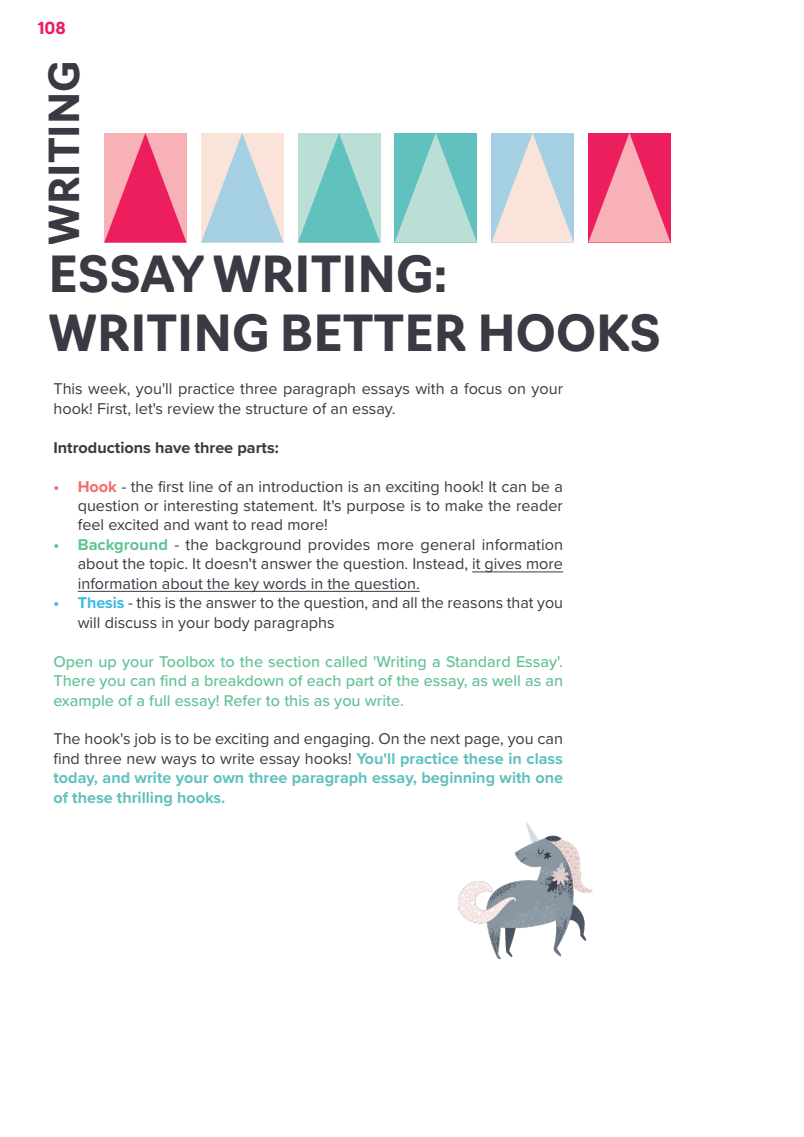 108
WRITING
ESSAY WRITING:
WRITING BETTER HOOKS
This week, you'll practice three paragraph essays with a focus on your
hook! First, let's review the structure of an essay.
Introductions have three parts:
• Hook - the first line of an introduction is an exciting hook! It can be a
question or interesting statement. It's purpose is to make the reader
feel excited and want to read more!
• Background - the background provides more general information
about the topic. It doesn't answer the question. Instead, it gives more
information about the key words in the question.
• Thesis - this is the answer to the question, and all the reasons that you
will discuss in your body paragraphs
Open up your Toolbox to the section called 'Writing a Standard Essay'.
There you can find a breakdown of each part of the essay, as well as an
example of a full essay! Refer to this as you write.
The hook's job is to be exciting and engaging. On the next page, you can
find three new ways to write essay hooks! You'll practice these in class
today, and write your own three paragraph essay, beginning with one
of these thrilling hooks.